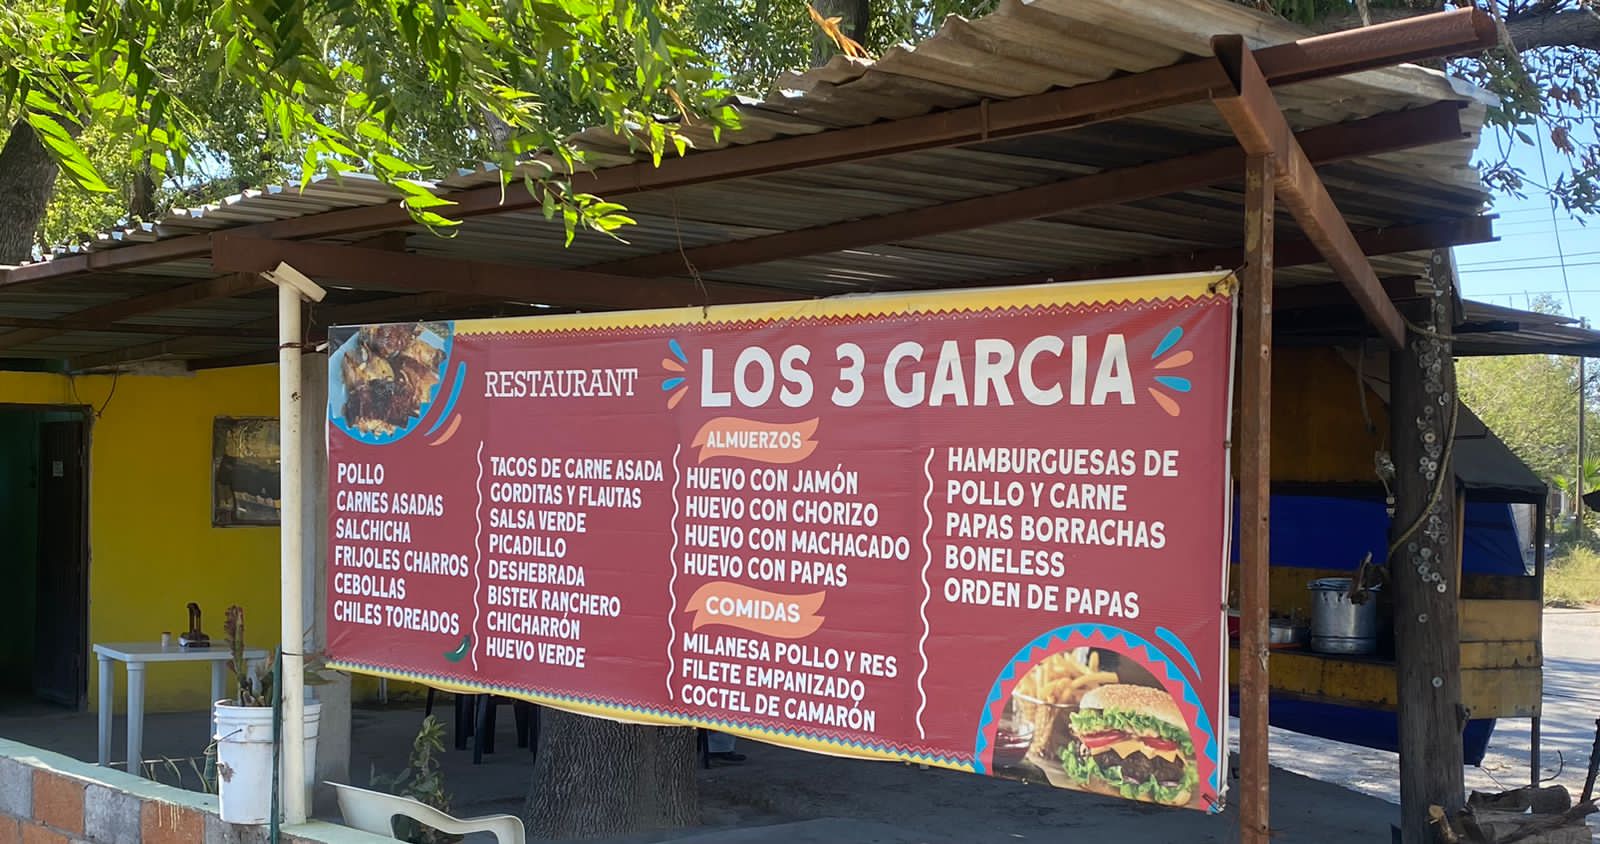 RESTAURANT
LOS 3 GARCIA
POLLO
CARNES ASADAS
SALCHICHA
FRIJOLES CHARROS
CEBOLLAS
CHILES TOREADOS
TACOS DE CARNE ASADA
GORDITAS Y FLAUTAS
SALSA VERDE
PICADILLO
DESHEBRADA
BISTEK RANCHERO
CHICHARRÓN
HUEVO VERDE
ALMUERZOS
HUEVO CON JAMÓN
HUEVO CON CHORIZO
HUEVO CON MACHACADO
HUEVO CON PAPAS
COMIDAS
MILANESA POLLO Y RES
FILETE EMPANIZADO
COCTEL DE CAMARÓN
HAMBURGUESAS DE
POLLO Y CARNE
PAPAS BORRACHAS
BONELESS
ORDEN DE PAPAS